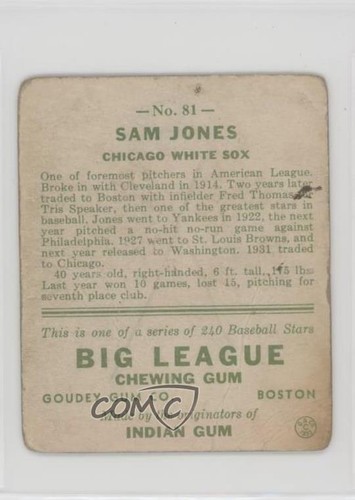 —No. 81—
SAM JONES
CHICAGO WHITE SOX
One of foremost pitchers in American League.
Broke in with Cleveland in 1914. Two years later
traded to Boston with infielder Fred Thomas
Tris Speaker, then one of the greatest stars in
baseball. Jones went to Yankees in 1922, the next
year pitched a no-hit no-run game against
Philadelphia. 1927 went to St. Louis Browns, and
next year released to Washington. 1931 traded
to Chicago.
40 years old, right-handed, 6 ft. tall, lbs
Last year won 10 games, lost 15, pitching for
seventh place club.
This is one of a series of 240 Baseball Stars
BIG LEAGUE
CHEWING GUM
GOUDEY GUM CO. BOSTON
COMC
Made by the originators of
INDIAN GUM